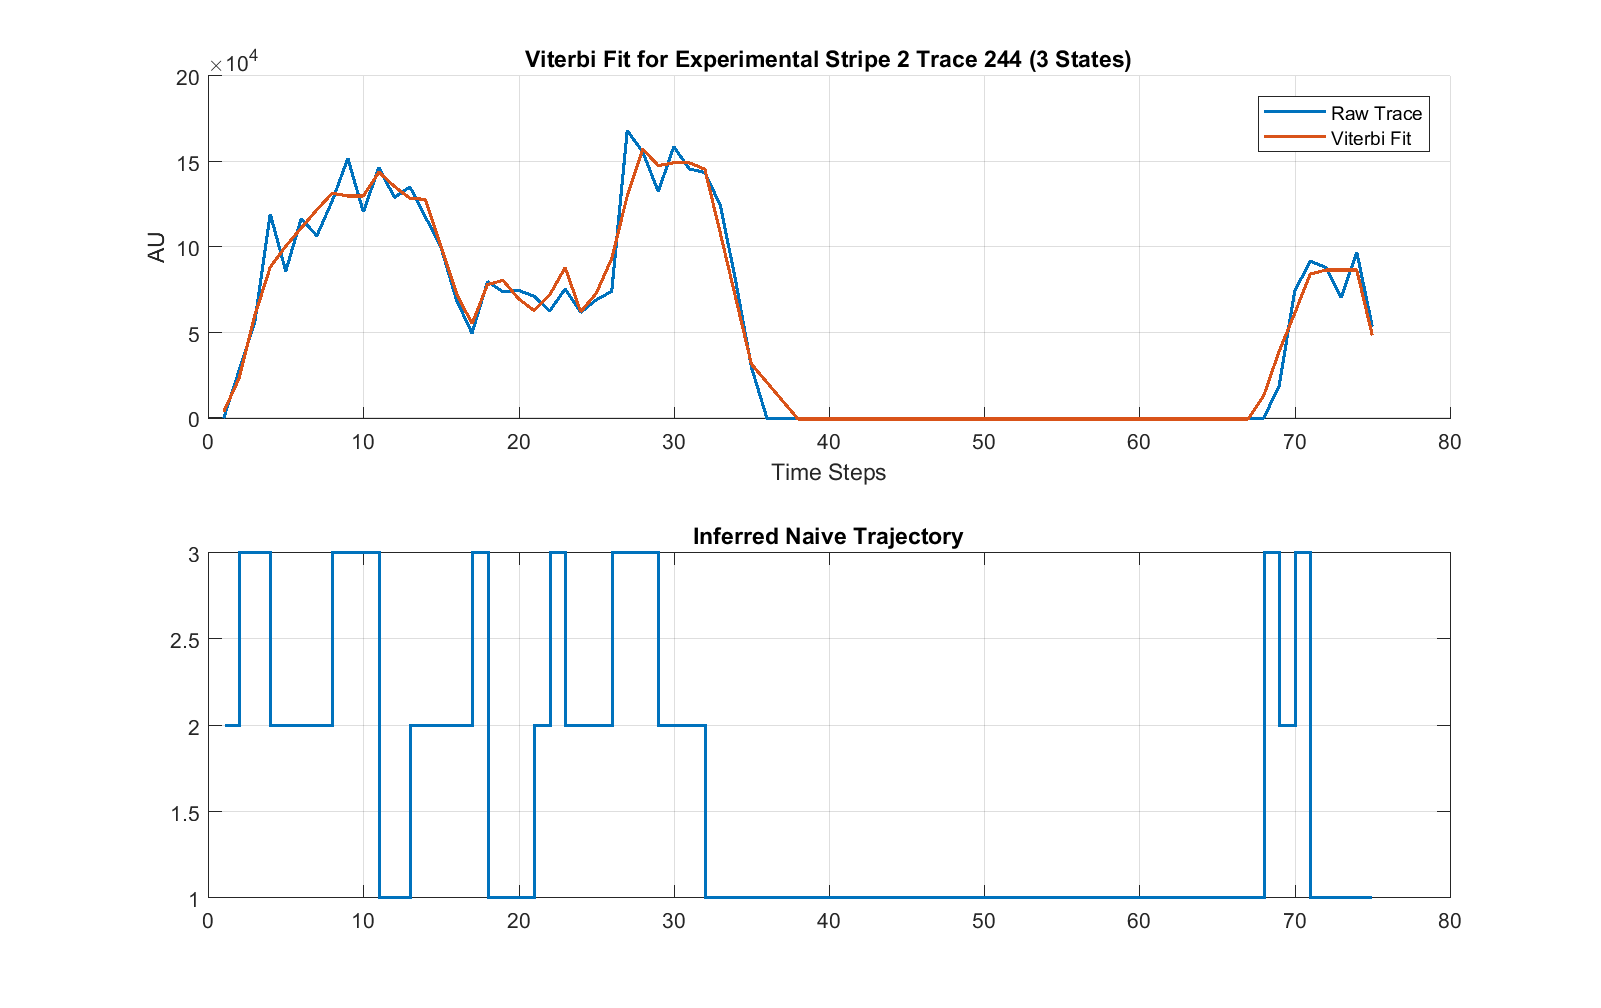 Viterbi Fit for Experimental Stripe 2 Trace 244 (3 States)
×10^4
20
15
10
5
0
AU
Raw Trace
Viterbi Fit
0 10 20 30 40 50 60 70 80
Time Steps
Inferred Naive Trajectory
3
2.5
2
1.5
1
0 10 20 30 40 50 60 70 80